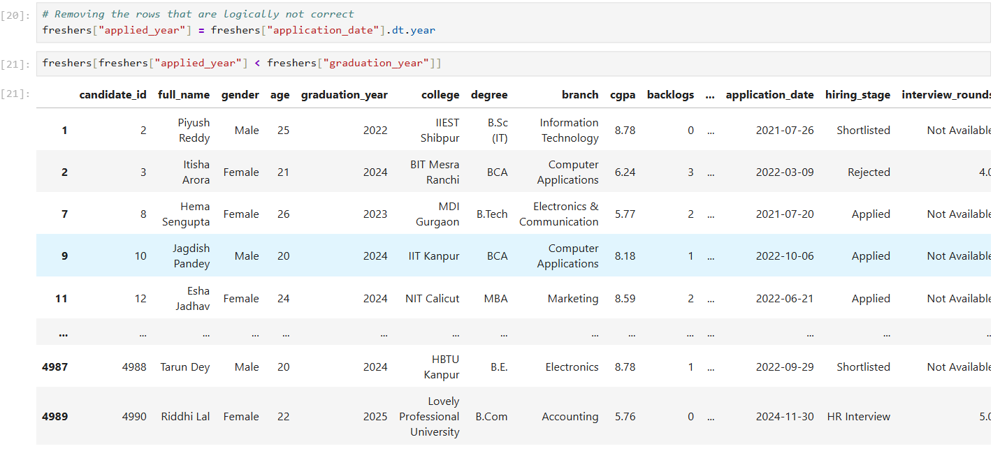 [20]: # Removing the rows that are logically not correct
freshers["applied_year"] = freshers["application_date"].dt.year
[21]: freshers[freshers["applied_year"] < freshers["graduation_year"]]
[21]: candidate_id full_name gender age graduation_year college degree branch cgpa backlogs ... application_date hiring_stage interview_rounds
1 2 Piyush Reddy Male 25 2022 IIEST Shibpur B.Sc (IT) Information Technology 8.78 0 ... 2021-07-26 Shortlisted Not Available
2 3 Itisha Arora Female 21 2024 BIT Mesra Ranchi BCA Computer Applications 6.24 3 ... 2022-03-09 Rejected 4.0
7 8 Hema Sengupta Female 26 2023 MDI Gurgaon B.Tech Electronics & Communication 5.77 2 ... 2021-07-20 Applied Not Available
9 10 Jagdish Pandey Male 20 2024 IIT Kanpur BCA Computer Applications 8.18 1 ... 2022-10-06 Applied Not Available
11 12 Esha Jadhav Female 24 2024 NIT Calicut MBA Marketing 8.59 2 ... 2022-06-21 Applied Not Available
... ... ... ... ... ... ... ... ... ... ... ... ... ... ...
4987 4988 Tarun Dey Male 20 2024 HBTU Kanpur B.E. Electronics 8.78 1 ... 2022-09-29 Shortlisted Not Available
4989 4990 Riddhi Lal Female 22 2025 Lovely Professional University B.Com Accounting 5.76 0 ... 2024-11-30 HR Interview 5.0